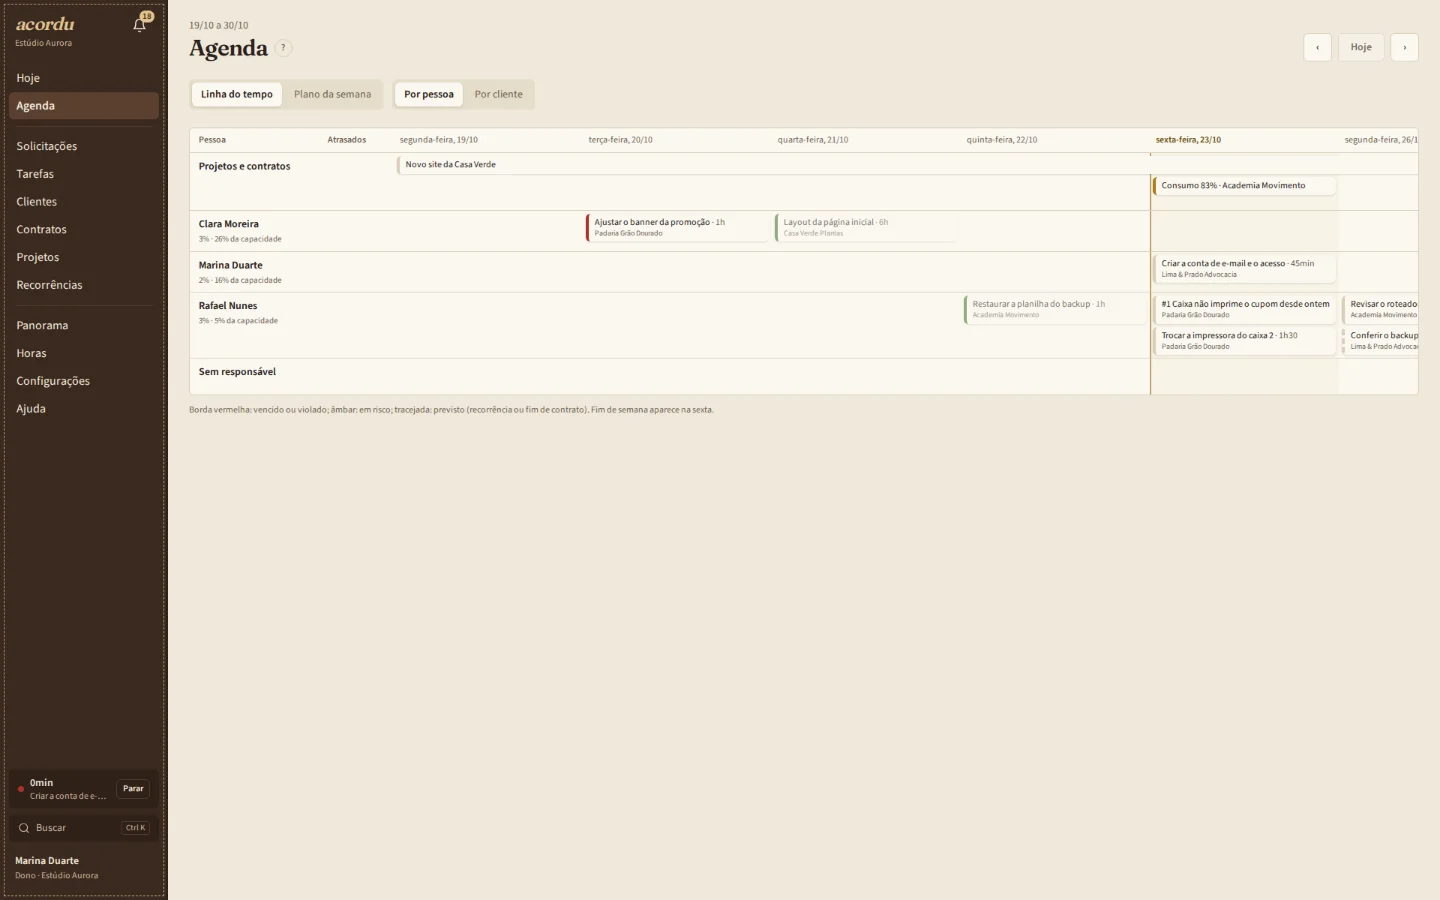 acordu
18
Estúdio Aurora
Hoje
Agenda
Solicitações
Tarefas
Clientes
Contratos
Projetos
Recorrências
Panorama
Horas
Configurações
Ajuda
0min
Criar a conta de e-...
Parar
Buscar
Ctrl K
Marina Duarte
Dono · Estúdio Aurora
19/10 a 30/10
Agenda ?
‹ Hoje ›
Linha do tempo Plano da semana Por pessoa Por cliente
Pessoa Atrasados segunda-feira, 19/10 terça-feira, 20/10 quarta-feira, 21/10 quinta-feira, 22/10 sexta-feira, 23/10 segunda-feira, 26/1
Projetos e contratos
Novo site da Casa Verde
Consumo 83% · Academia Movimento
Clara Moreira
3% · 26% da capacidade
Ajustar o banner da promoção · 1h
Padaria Grão Dourado
Layout da página inicial · 6h
Casa Verde Plantas
Marina Duarte
2% · 16% da capacidade
Criar a conta de e-mail e o acesso · 45min
Lima & Prado Advocacia
Rafael Nunes
3% · 9% da capacidade
Restaurar a planilha do backup · 1h
Academia Movimento
#1 Caixa não imprime o cupom desde ontem
Padaria Grão Dourado
Revisar o roteado
Academia Movimento
Trocar a impressora do caixa 2 · 1h30
Padaria Grão Dourado
Conferir o backup
Lima & Prado Advoca
Sem responsável
Borda vermelha: vencido ou violado; âmbar: em risco; tracejada: previsto (recorrência ou fim de contrato). Fim de semana aparece na sexta.